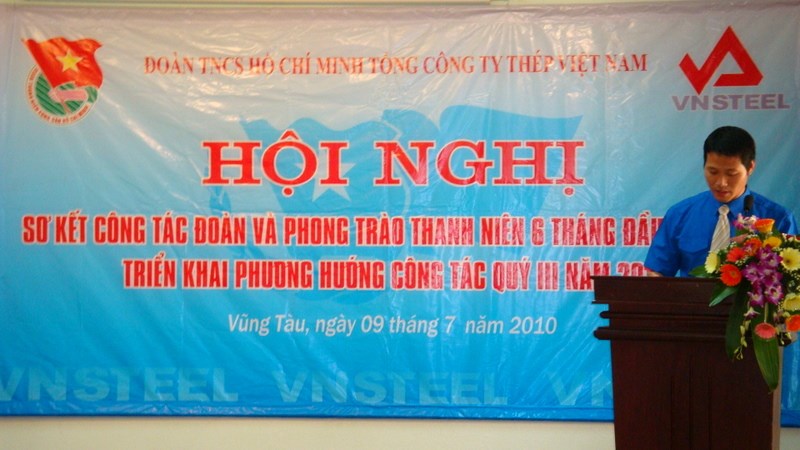 ĐOÀN TNCS HỒ CHÍ MINH TỔNG CÔNG TY THÉP VIỆT NAM
VNSTEEL
HỘI NGHỊ
SƠ KẾT CÔNG TÁC ĐOÀN VÀ PHONG TRÀO THANH NIÊN 6 THÁNG ĐẦU
TRIỂN KHAI PHƯƠNG HƯỚNG CÔNG TÁC QUÝ III NĂM 20
Vũng Tàu, ngày 09 tháng 7 năm 2010
VNSTEEL VNSTEEL